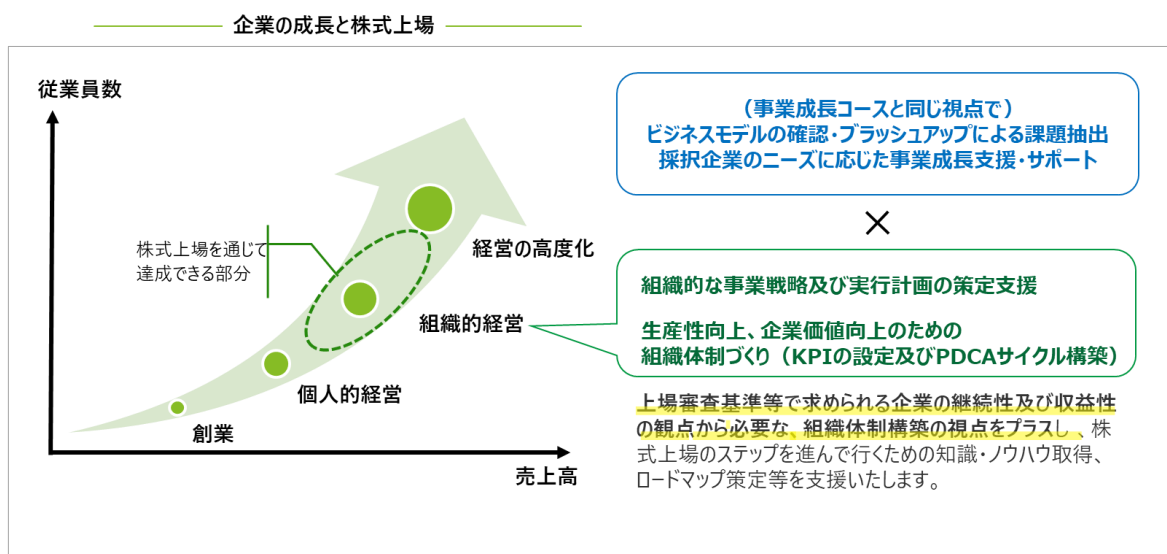 企業の成長と株式上場
従業員数
株式上場を通じて
達成できる部分
経営の高度化
組織的経営
個人的経営
創業
売上高
（事業成長コースと同じ視点で）
ビジネスモデルの確認・ブラッシュアップによる課題抽出
採択企業のニーズに応じた事業成長支援・サポート
×
組織的な事業戦略及び実行計画の策定支援
生産性向上、企業価値向上のための
組織体制づくり（KPIの設定及びPDCAサイクル構築）
上場審査基準等で求められる企業の継続性及び収益性
の観点から必要な、組織体制構築の視点をプラスし、株
式上場のステップを進んで行くための知識・ノウハウ取得、
ロードマップ策定等を支援いたします。